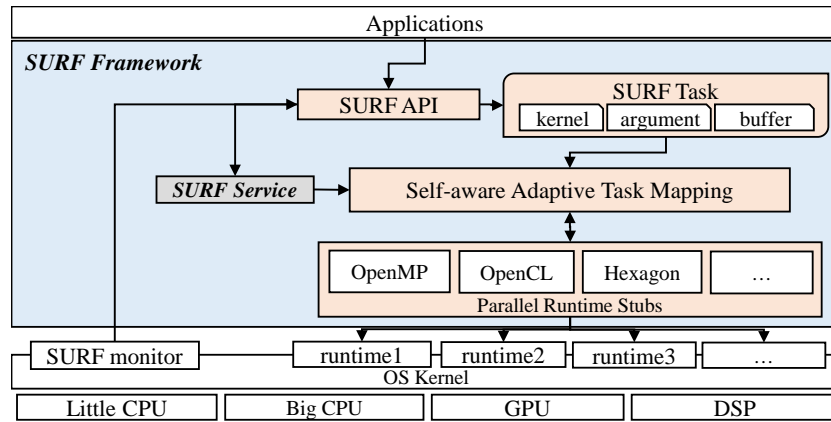 Applications
SURF Framework
SURF API
SURF Task
kernel
argument
buffer
SURF Service
Self-aware Adaptive Task Mapping
OpenMP
OpenCL
Hexagon
…
Parallel Runtime Stubs
SURF monitor
runtime1
runtime2
runtime3
…
OS Kernel
Little CPU
Big CPU
GPU
DSP